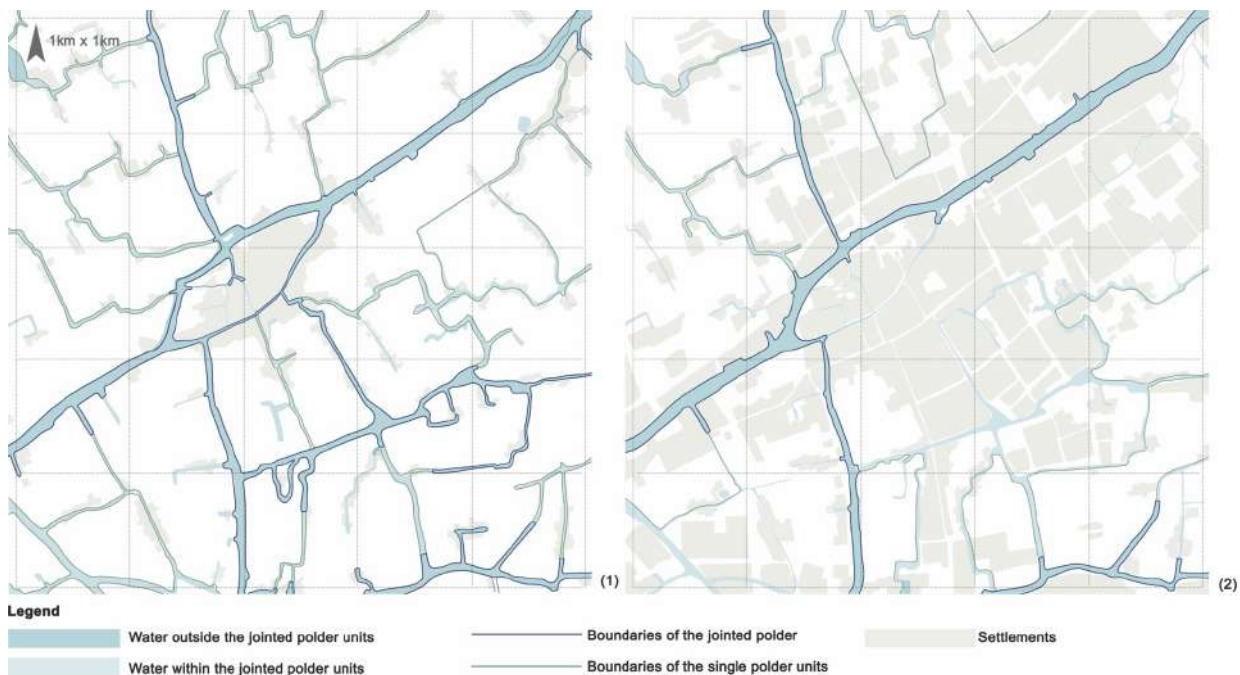 1km x 1km
(1)
(2)
Legend
Water outside the jointed polder units
Boundaries of the jointed polder
Settlements
Water within the jointed polder units
Boundaries of the single polder units